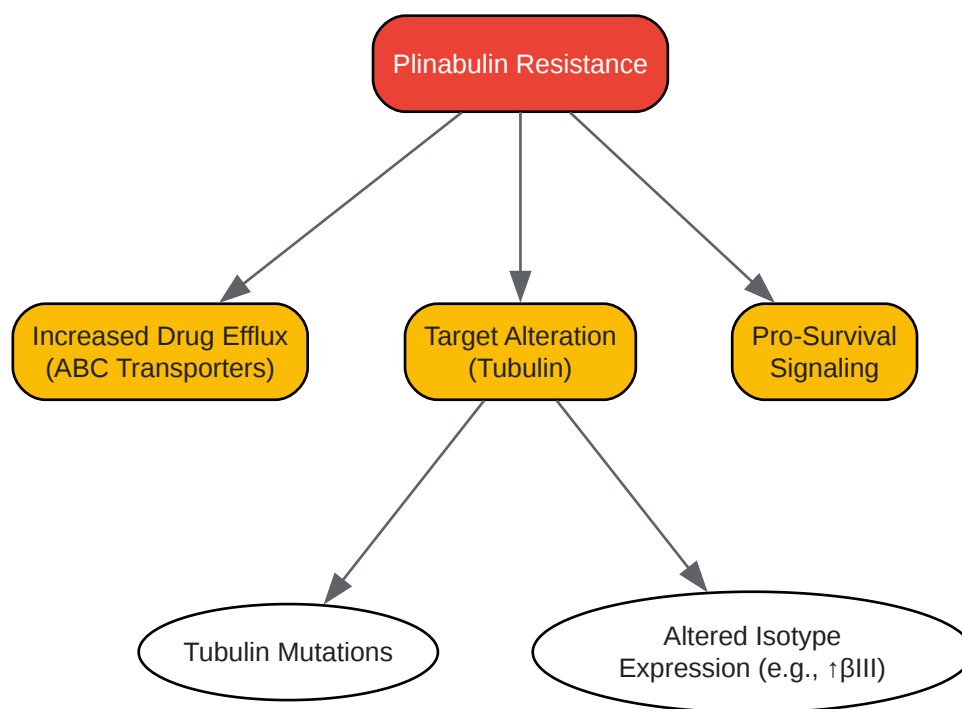 Plinabulin Resistance
Increased Drug Efflux
(ABC Transporters)
Target Alteration
(Tubulin)
Pro-Survival
Signaling
Tubulin Mutations
Altered Isotype
Expression (e.g., ↑βIII)